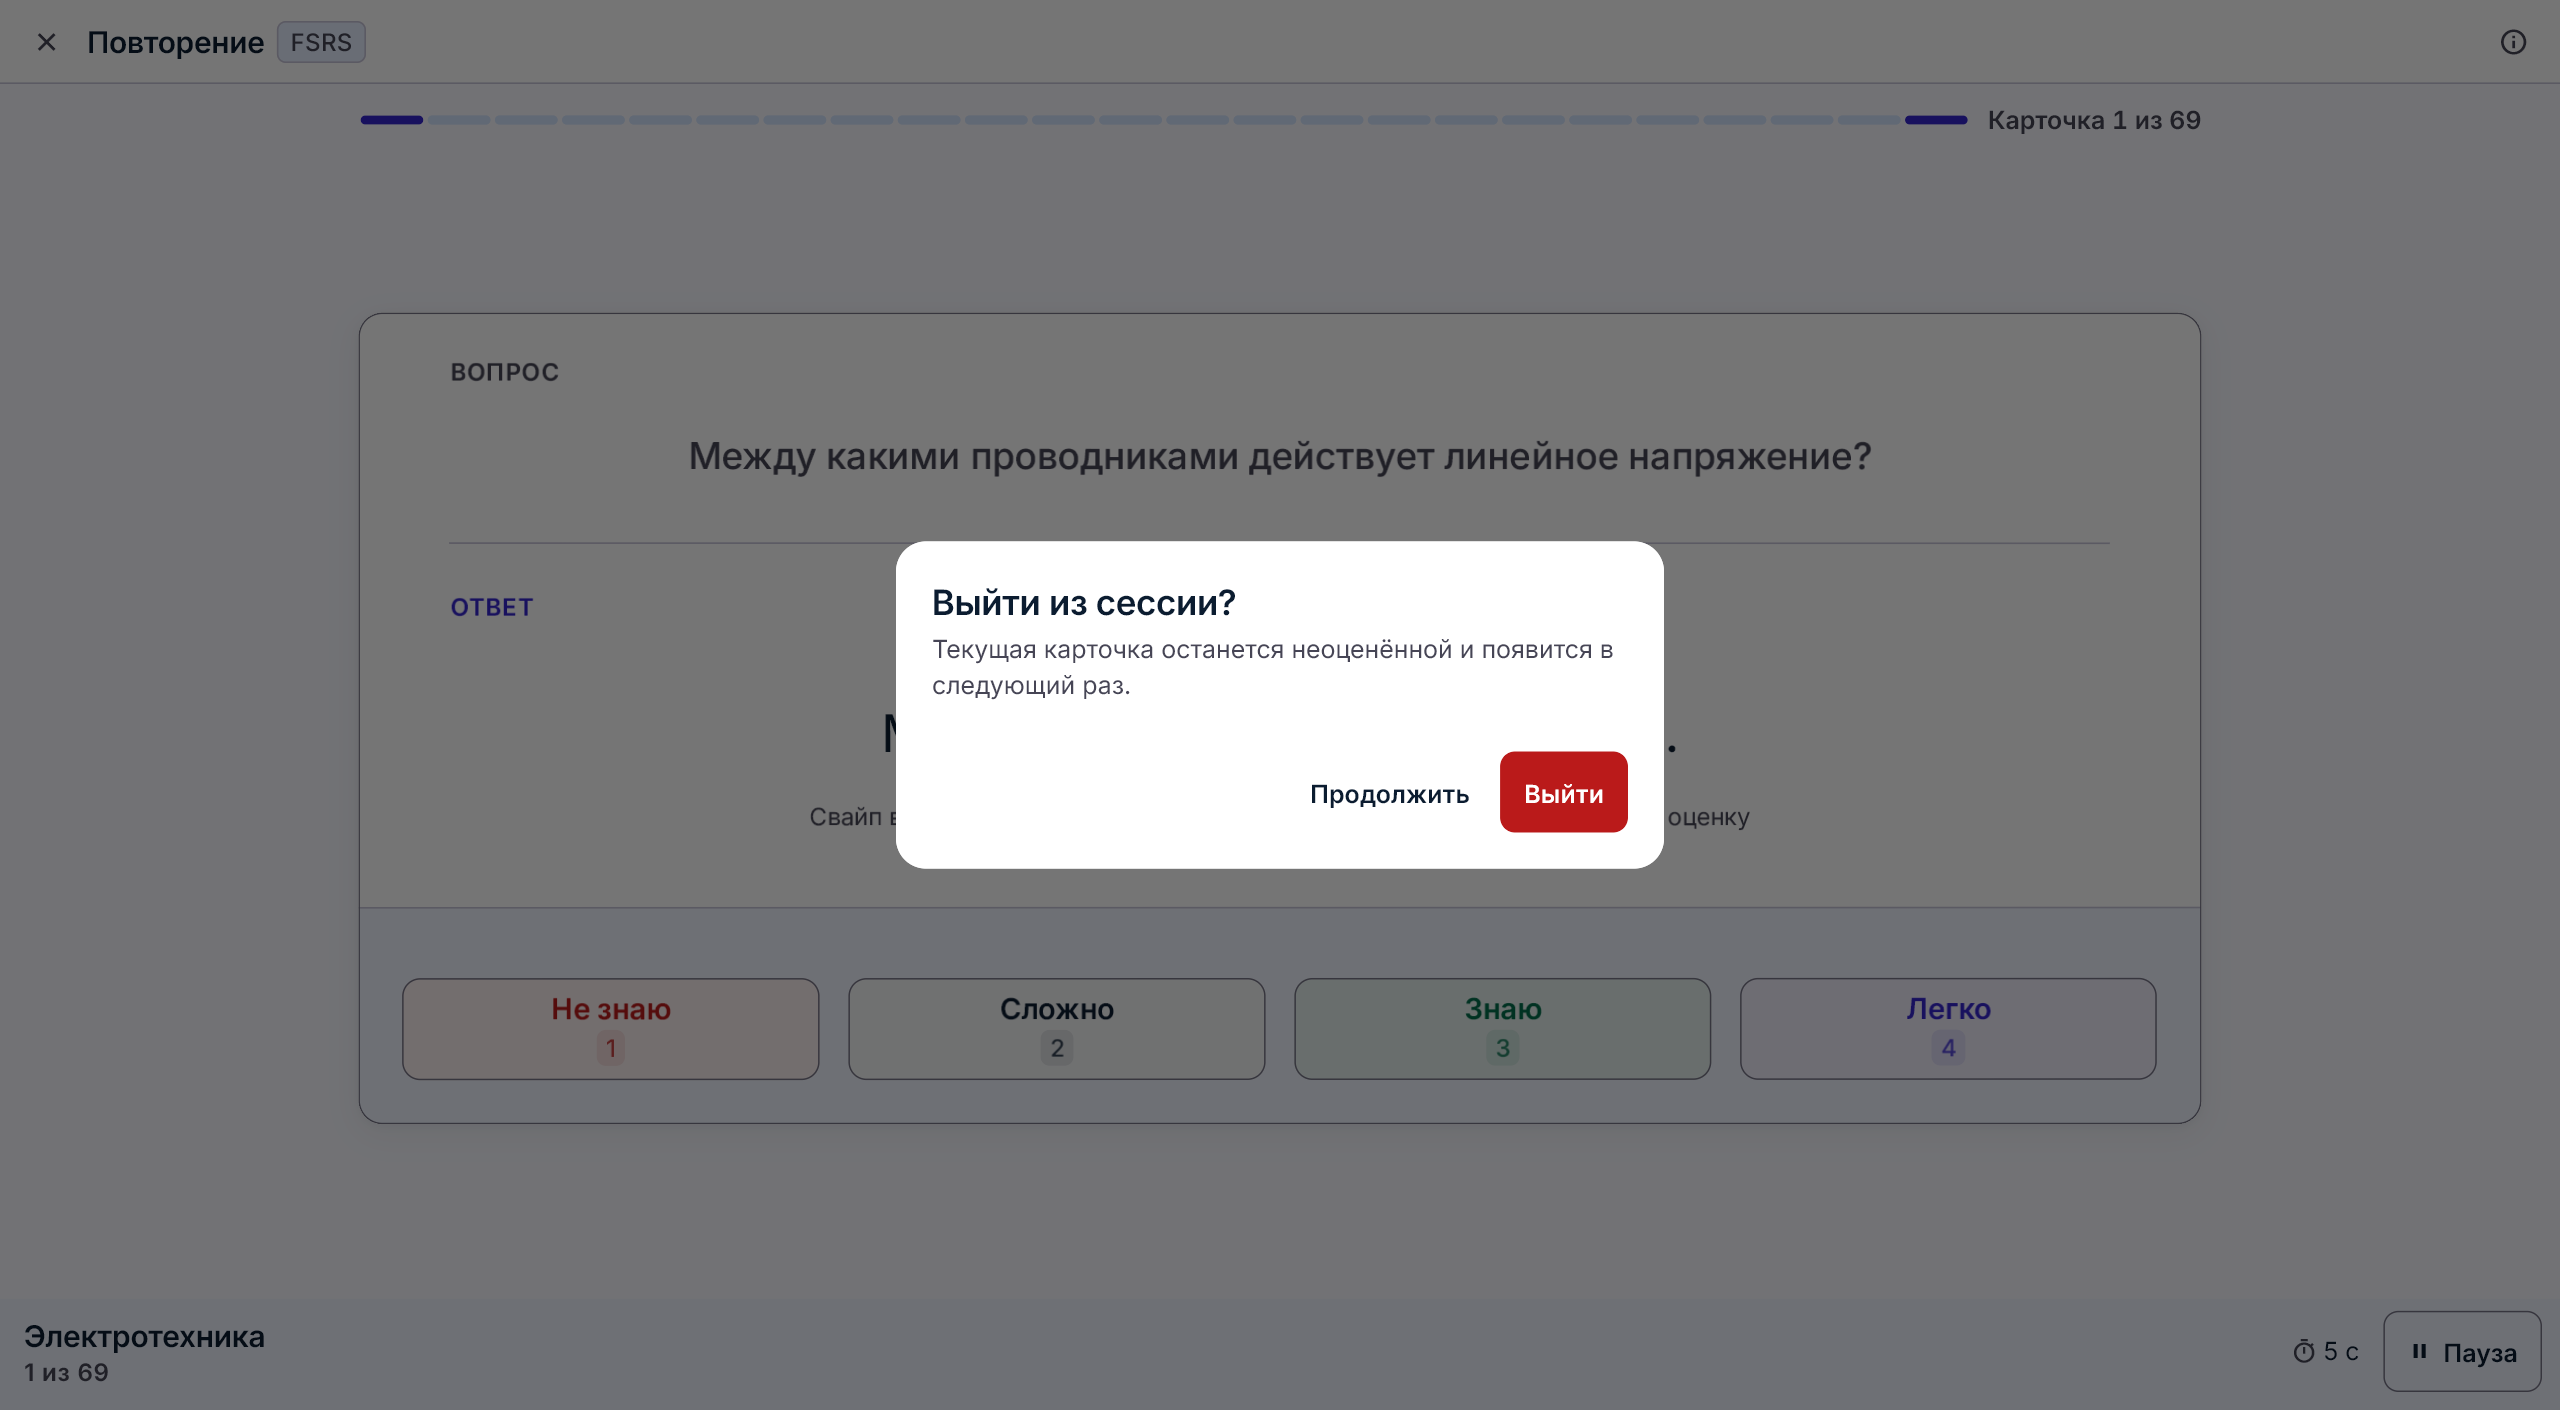 Повторение FSRS
Карточка 1 из 69
ВОПРОС
Между какими проводниками действует линейное напряжение?
ОТВЕТ
Выйти из сессии?
Текущая карточка останется неоценённой и появится в
следующий раз.
Продолжить Выйти
Свайп
оценку
Не знаю
1
Сложно
2
Знаю
3
Легко
4
Электротехника
1 из 69
5 с
Пауза